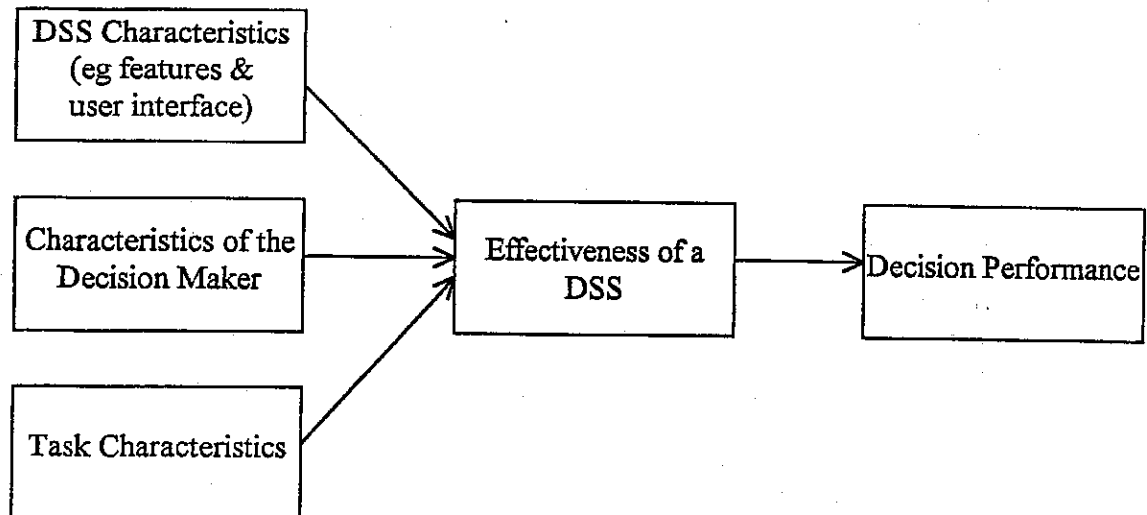 DSS Characteristics
(eg features &
user interface)
Characteristics of the
Decision Maker
Task Characteristics
Effectiveness of a
DSS
Decision Performance